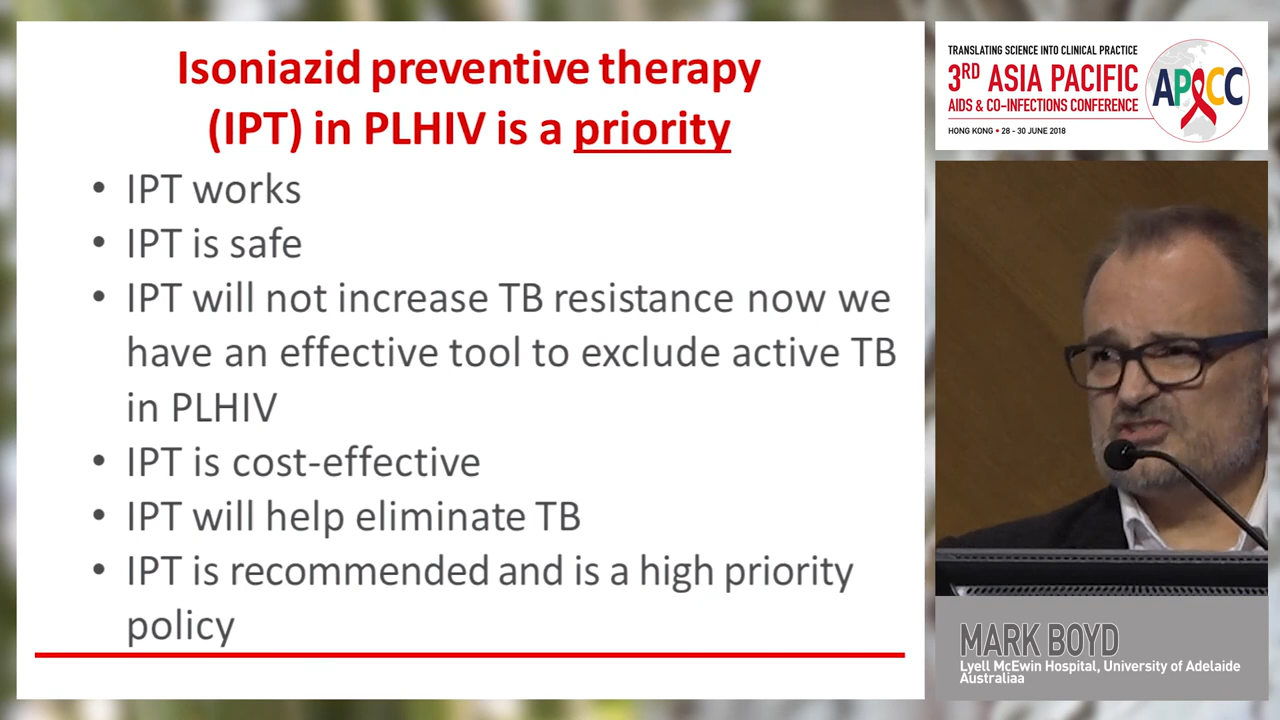 Isoniazid preventive therapy
(IPT) in PLHIV is a priority
• IPT works
• IPT is safe
• IPT will not increase TB resistance now we
have an effective tool to exclude active TB
in PLHIV
• IPT is cost-effective
• IPT will help eliminate TB
• IPT is recommended and is a high priority
policy
TRANSLATING SCIENCE INTO CLINICAL PRACTICE
3RD ASIA PACIFIC
AIDS & CO-INFECTIONS CONFERENCE
HONG KONG • 28 - 30 JUNE 2018
APACC
MARK BOYD
Lyell McEwin Hospital, University of Adelaide
Australiaa